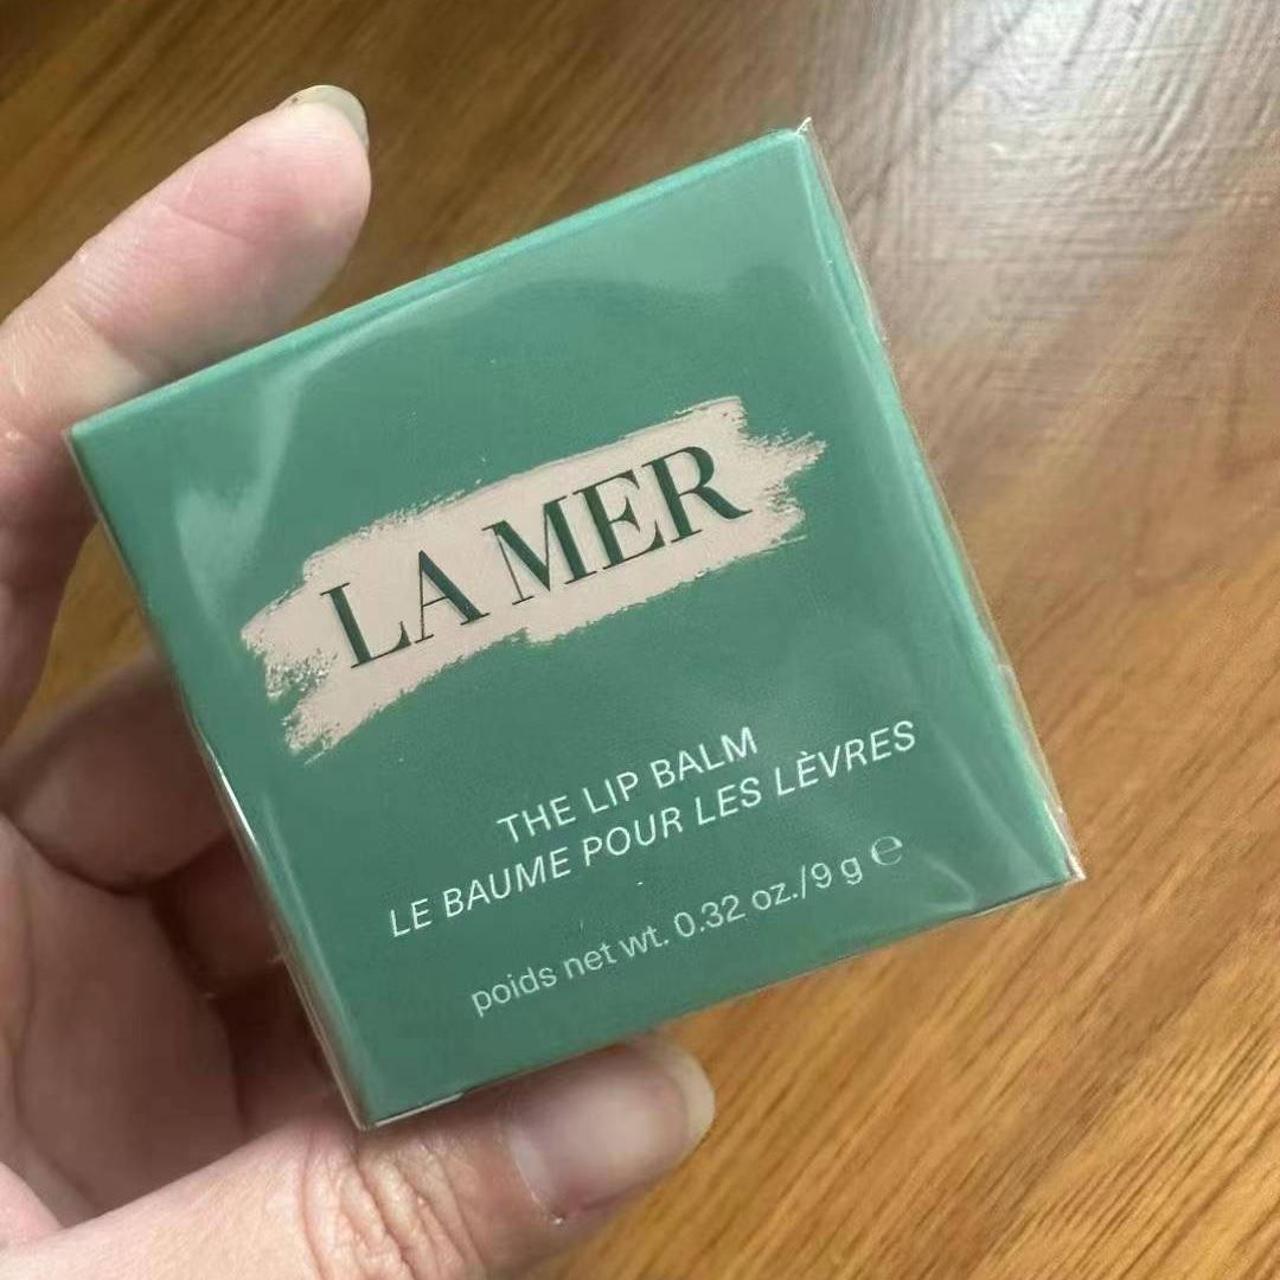 LA MER
THE LIP BALM
LE BAUME POUR LES LÈVRES
poids net wt. 0.32 oz./9 g ℮